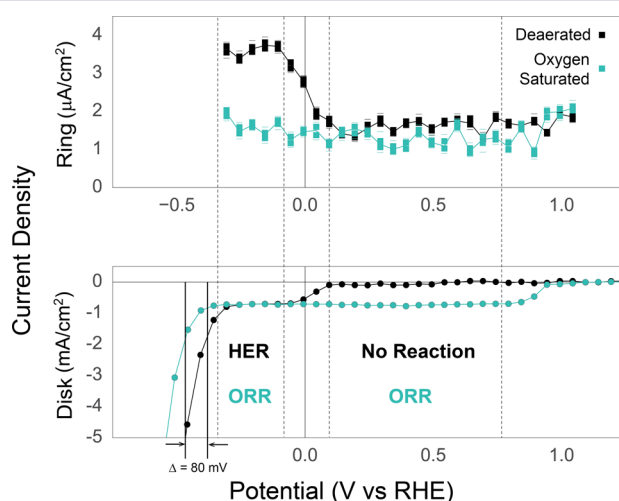 4
3
2
1
0
Ring (µA/cm²)
Deaerated
Oxygen
Saturated
−0.5
0.0
0.5
1.0
Current Density
0
-1
-2
-3
-4
-5
Disk (mA/cm²)
HER
No Reaction
ORR
ORR
Δ = 80 mV
0.0
0.5
1.0
Potential (V vs RHE)